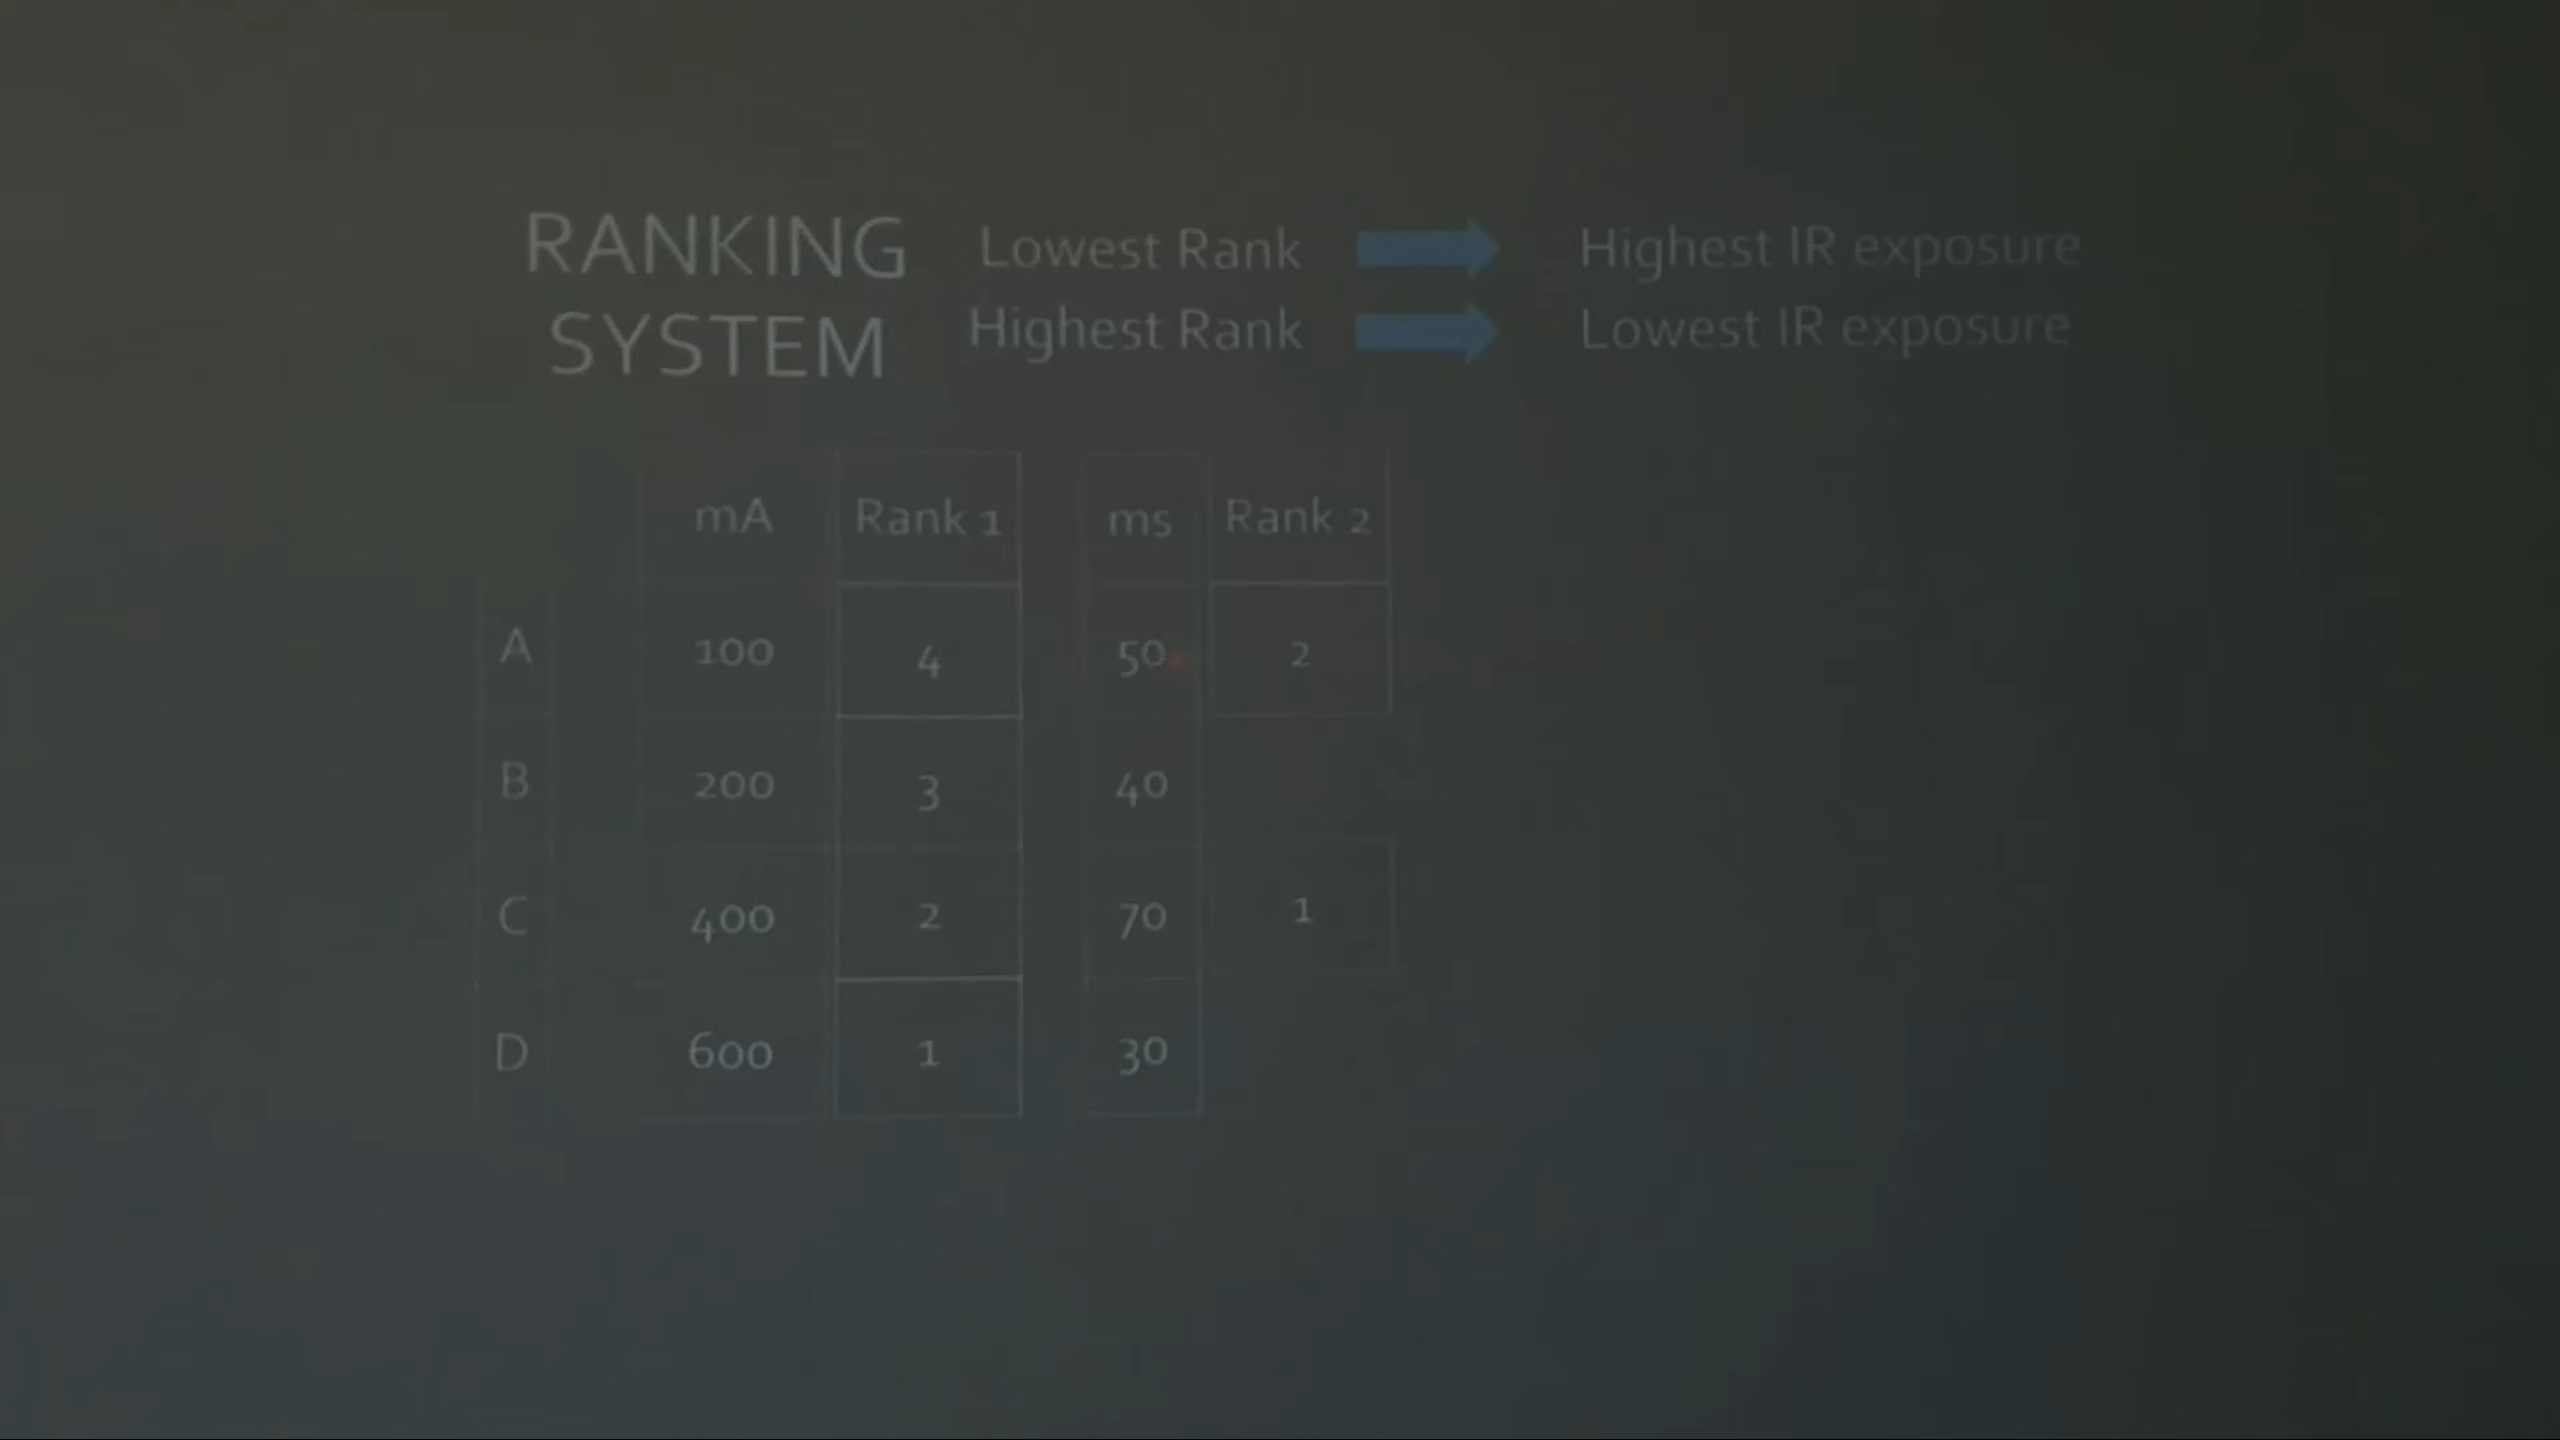 RANKING
SYSTEM
Lowest Rank Highest IR exposure
Highest Rank Lowest IR exposure
mA Rank 1 ms Rank 2
A 100 4 50 2
B 200 3 40
C 400 2 70 1
D 600 1 30